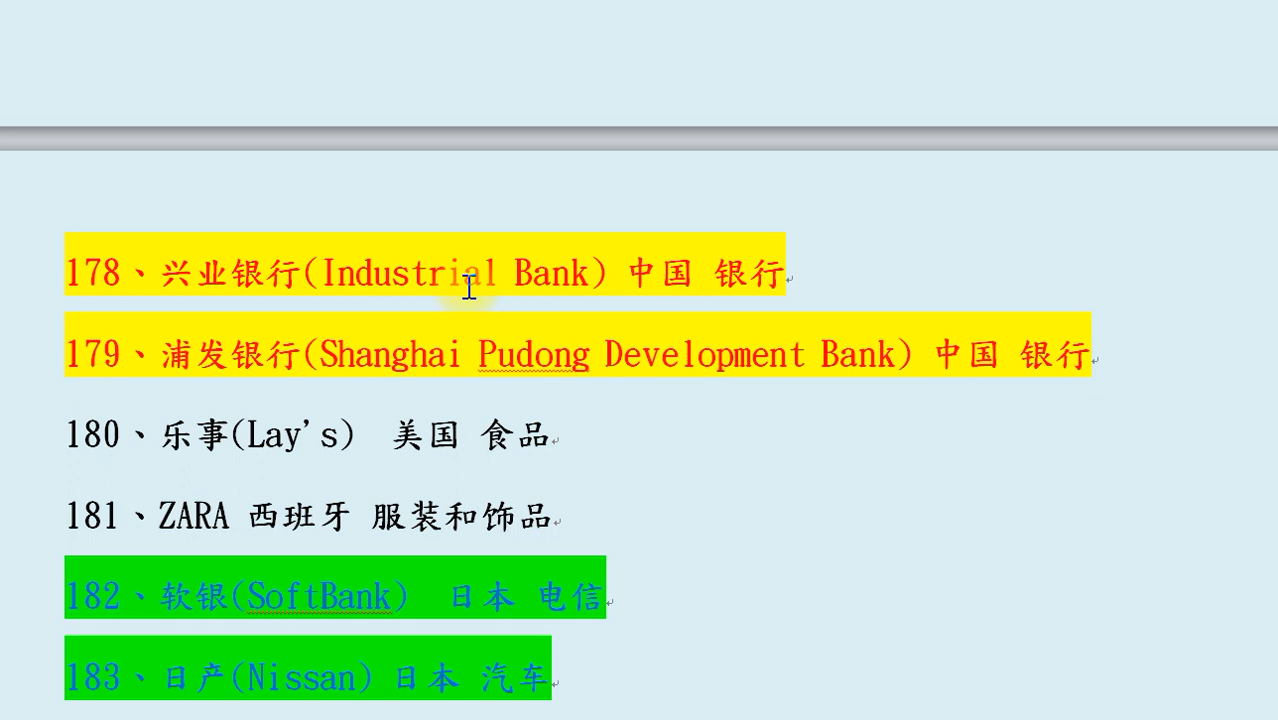 178、兴业银行(Industrial Bank) 中国 银行
179、浦发银行(Shanghai Pudong Development Bank) 中国 银行
180、乐事(Lay's) 美国 食品
181、ZARA 西班牙 服装和饰品
182、软银(SoftBank) 日本 电信
183、日产(Nissan) 日本 汽车